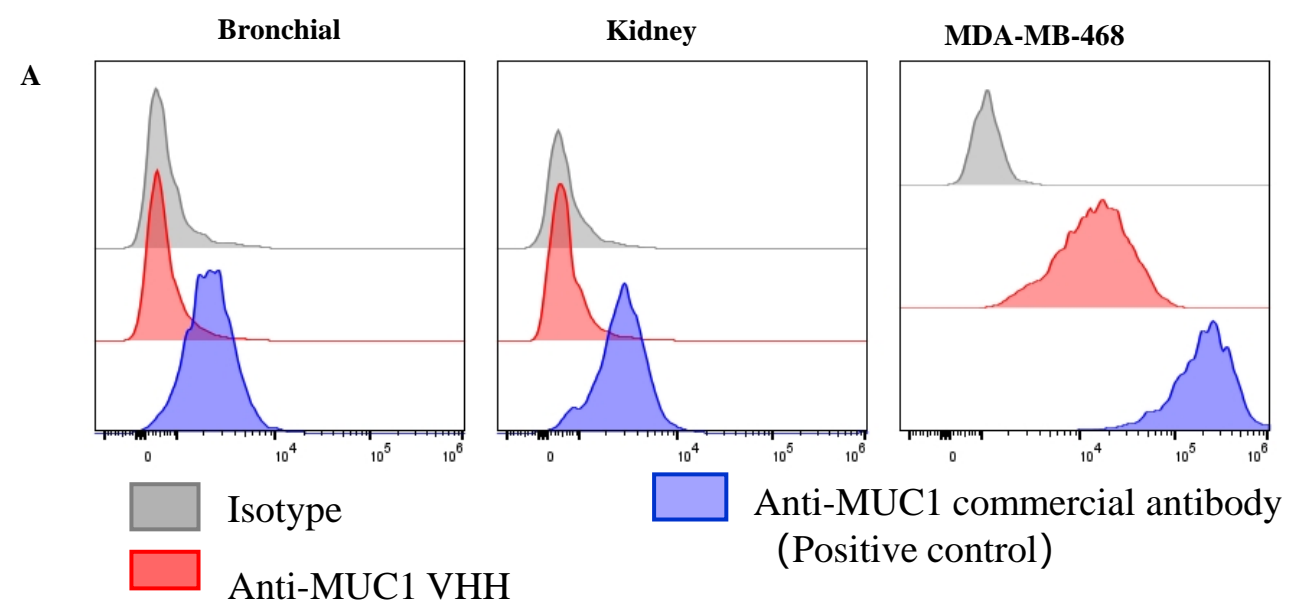 Bronchial
Kidney
MDA-MB-468
A
0 10^4 10^5 10^6
0 10^4 10^5 10^6
0 10^4 10^5 10^6
Isotype
Anti-MUC1 VHH
Anti-MUC1 commercial antibody
(Positive control)